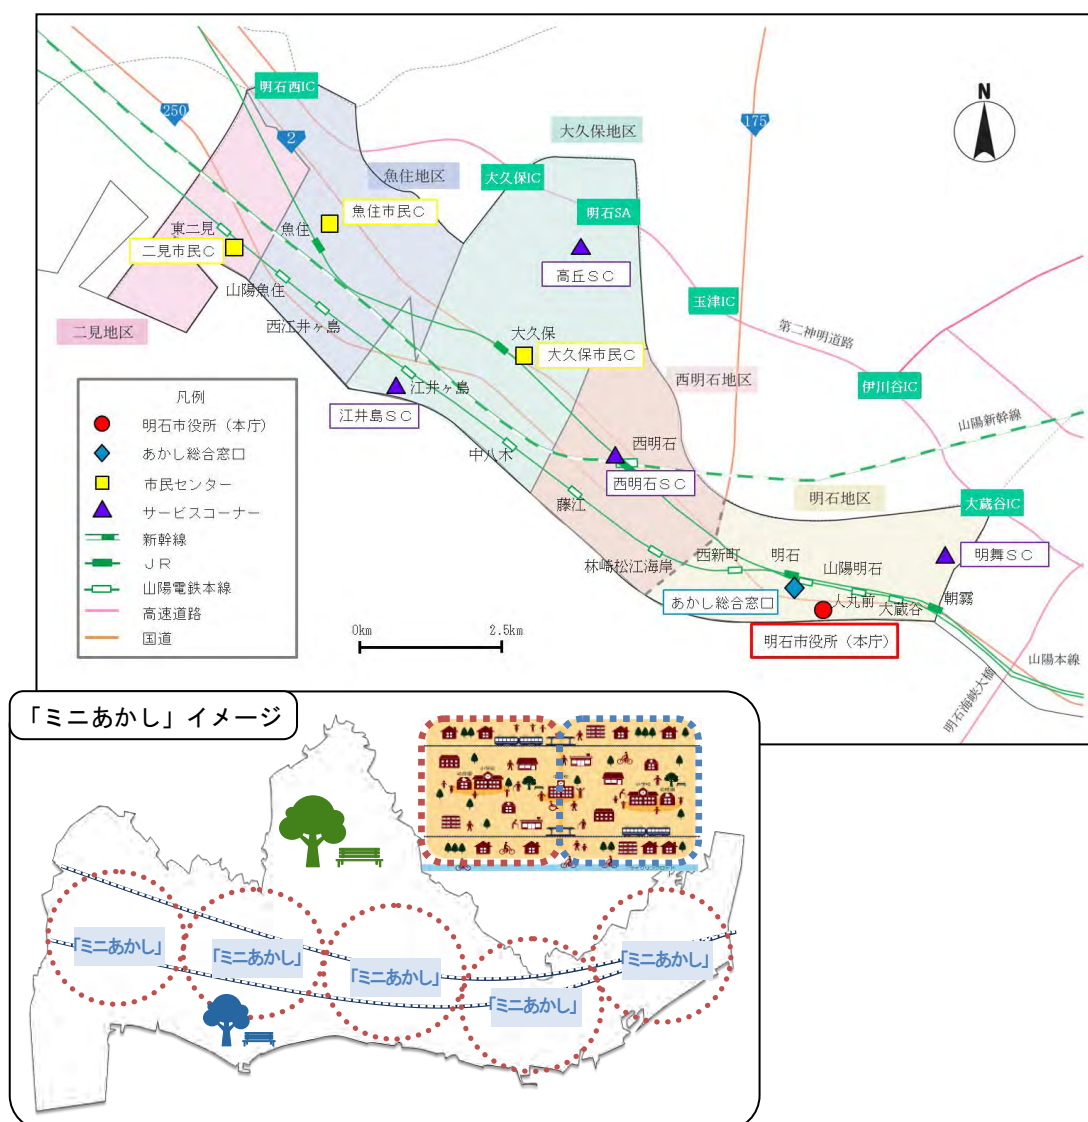 明石西IC
250
2
175
N
大久保地区
魚住地区
大久保IC
明石SA
魚住市民C
東二見
魚住
二見市民C
高丘SC
山陽魚住
玉津IC
二見地区
西江井ヶ島
大久保
第二神明道路
大久保市民C
江井ヶ島
西明石地区
伊川谷IC
江井島SC
山陽新幹線
中八木
西明石
西明石SC
明石地区
大蔵谷IC
藤江
西新町
明石
林崎松江海岸
山陽明石
明舞SC
あかし総合窓口
人丸前
大蔵谷
朝霧
明石市役所（本庁）
山陽本線
明石海峡大橋
凡例
明石市役所（本庁）
あかし総合窓口
市民センター
サービスコーナー
新幹線
JR
山陽電鉄本線
高速道路
国道
0km
2.5km
「ミニあかし」イメージ
「ミニあかし」
「ミニあかし」
「ミニあかし」
「ミニあかし」
「ミニあかし」